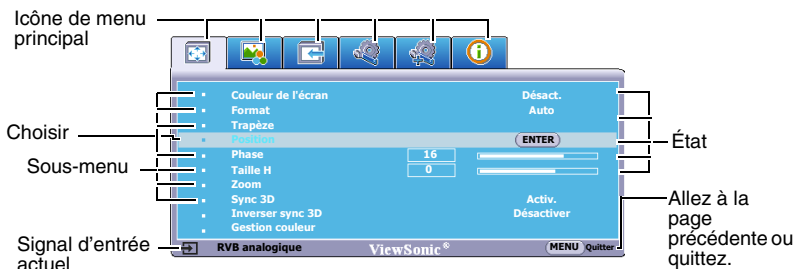 Icône de menu
principal
Couleur de l'écran Désact.
Format Auto
Trapèze
Choisir
Position ENTER
État
Phase 16
Sous-menu
Taille H 0
Zoom
Sync 3D Activ.
Inverser sync 3D Désactiver
Gestion couleur
Allez à la
page
précédente ou
quittez.
Signal d'entrée
actuel
RVB analogique ViewSonic® MENU Quitter